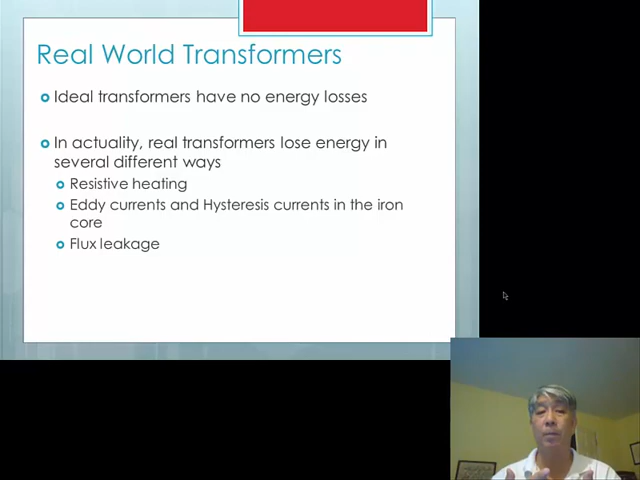 Real World Transformers
Ideal transformers have no energy losses
In actuality, real transformers lose energy in
several different ways
Resistive heating
Eddy currents and Hysteresis currents in the iron
core
Flux leakage